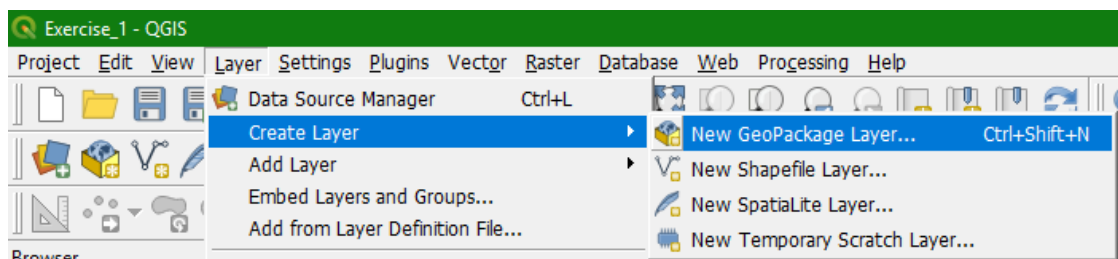 Exercise_1 - QGIS
Project Edit View Layer Settings Plugins Vector Raster Database Web Processing Help
Data Source Manager Ctrl+L
Create Layer
New GeoPackage Layer... Ctrl+Shift+N
Add Layer
New Shapefile Layer...
Embed Layers and Groups...
New SpatiaLite Layer...
Add from Layer Definition File...
New Temporary Scratch Layer...
Browser